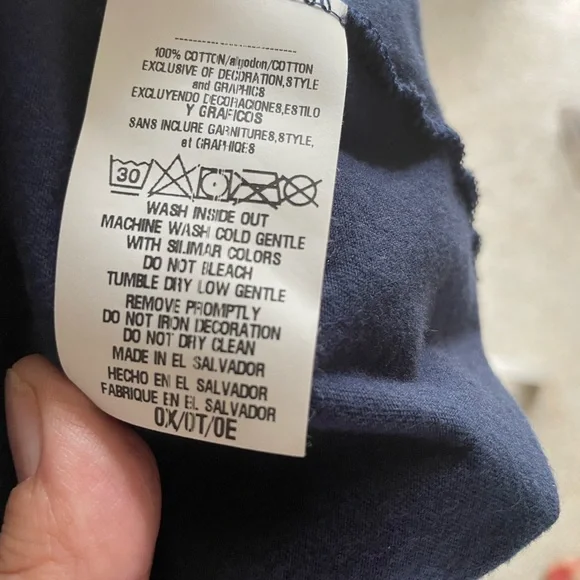 100% COTTON/algodon/COTTON
EXCLUSIVE OF DECORATION,STYLE
and GRAPHICS
EXCLUYENDO DECORACIONES,ESTILO
Y GRAFICOS
SANS INCLURE GARNITURES,STYLE,
et GRAPHIQES
30
WASH INSIDE OUT
MACHINE WASH COLD GENTLE
WITH SILIMAR COLORS
DO NOT BLEACH
TUMBLE DRY LOW GENTLE
REMOVE PROMPTLY
DO NOT IRON DECORATION
DO NOT DRY CLEAN
MADE IN EL SALVADOR
HECHO EN EL SALVADOR
FABRIQUE EN EL SALVADOR
OX/OT/OE